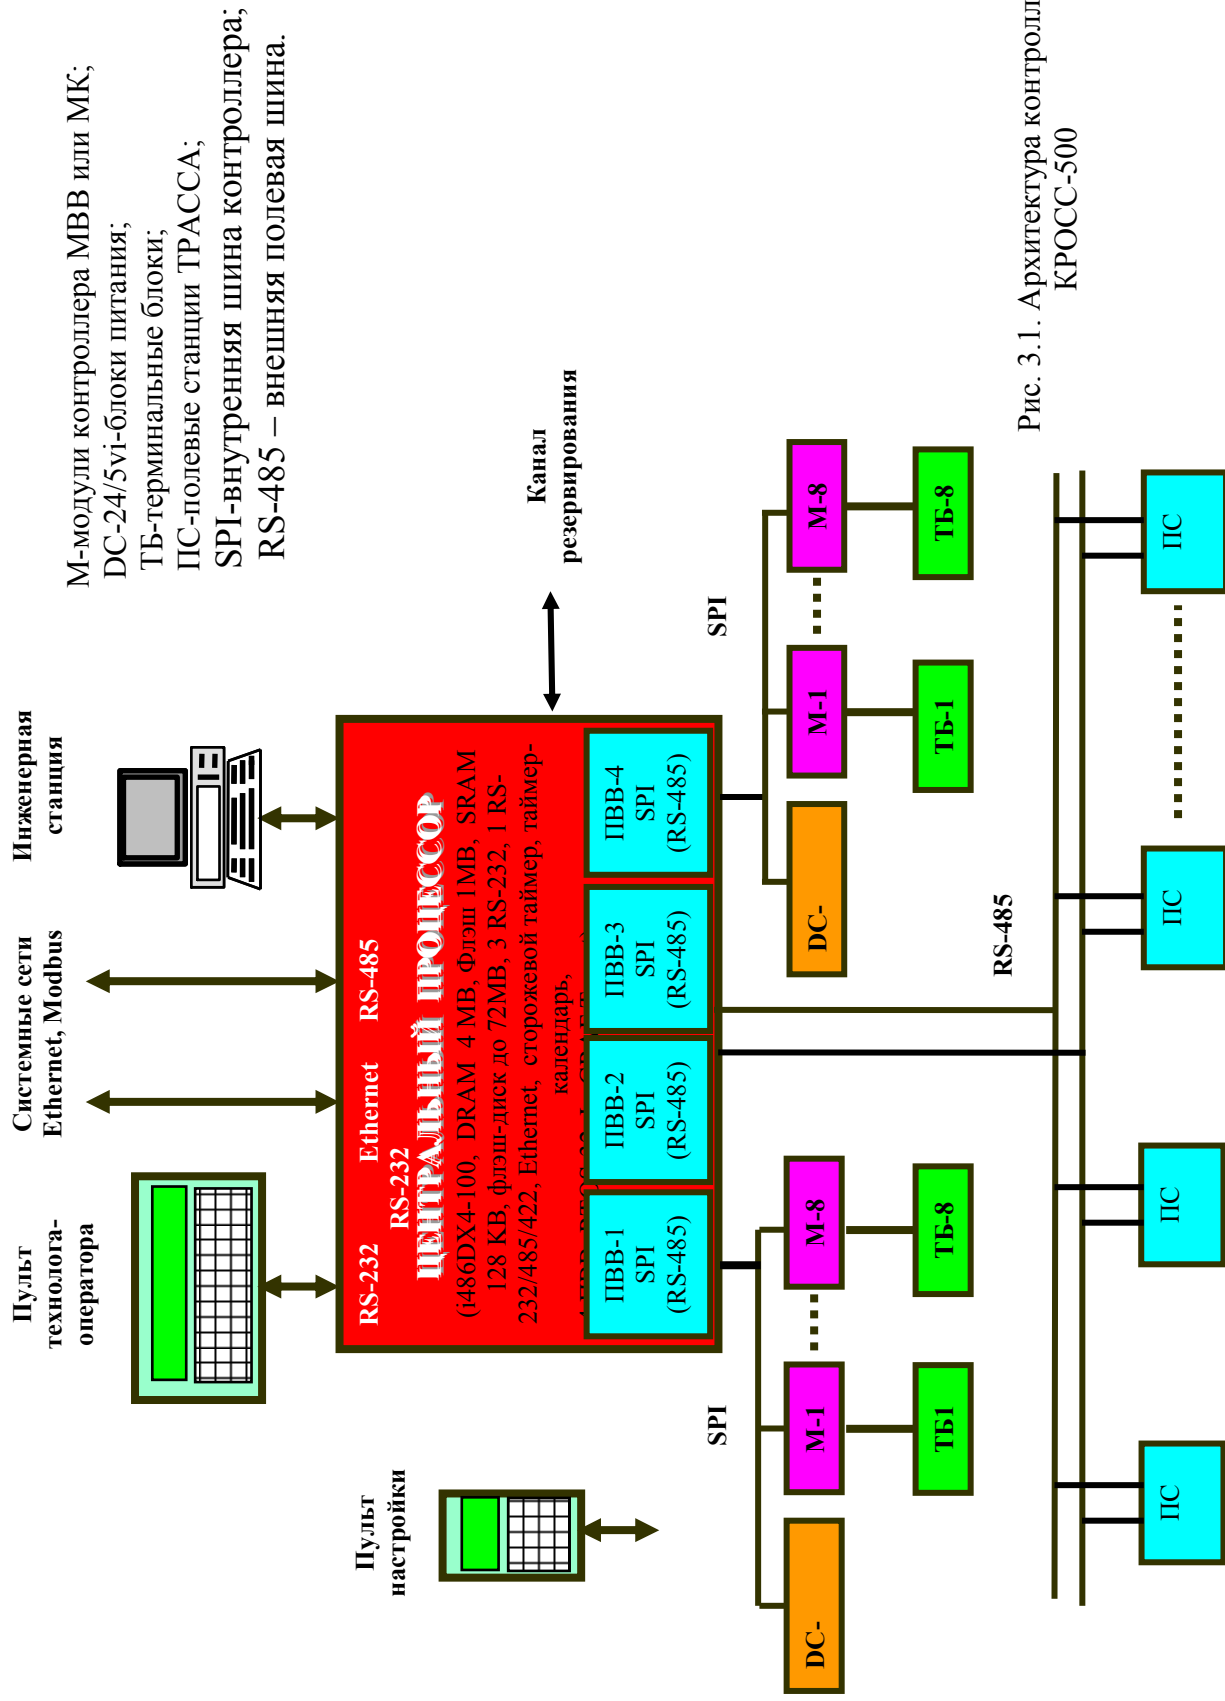 Пульт
технолога-
оператора
Системные сети
Ethernet, Modbus
Инженерная
станция
М-модули контроллера МВВ или МК;
DC-24/5vi-блоки питания;
ТБ-терминальные блоки;
ПС-полевые станции ТРАССА;
SPI-внутренняя шина контроллера;
RS-485 – внешняя полевая шина.
Пульт
настройки
RS-232 Ethernet RS-485
RS-232
ЦЕНТРАЛЬНЫЙ ПРОЦЕССОР
(i486DX4-100, DRAM 4 MB, Флэш 1MB, SRAM
128 KB, флэш-диск до 72MB, 3 RS-232, 1 RS-
232/485/422, Ethernet, сторожевой таймер, таймер-
календарь,
ПВВ-1
SPI
(RS-485)
ПВВ-2
SPI
(RS-485)
ПВВ-3
SPI
(RS-485)
ПВВ-4
SPI
(RS-485)
Канал
резервирования
SPI
SPI
DC-
М-1
М-8
DC-
М-1
М-8
ТБ1
ТБ-8
ТБ-1
ТБ-8
RS-485
ПС
ПС
ПС
ПС
Рис. 3.1. Архитектура контролл
КРОСС-500